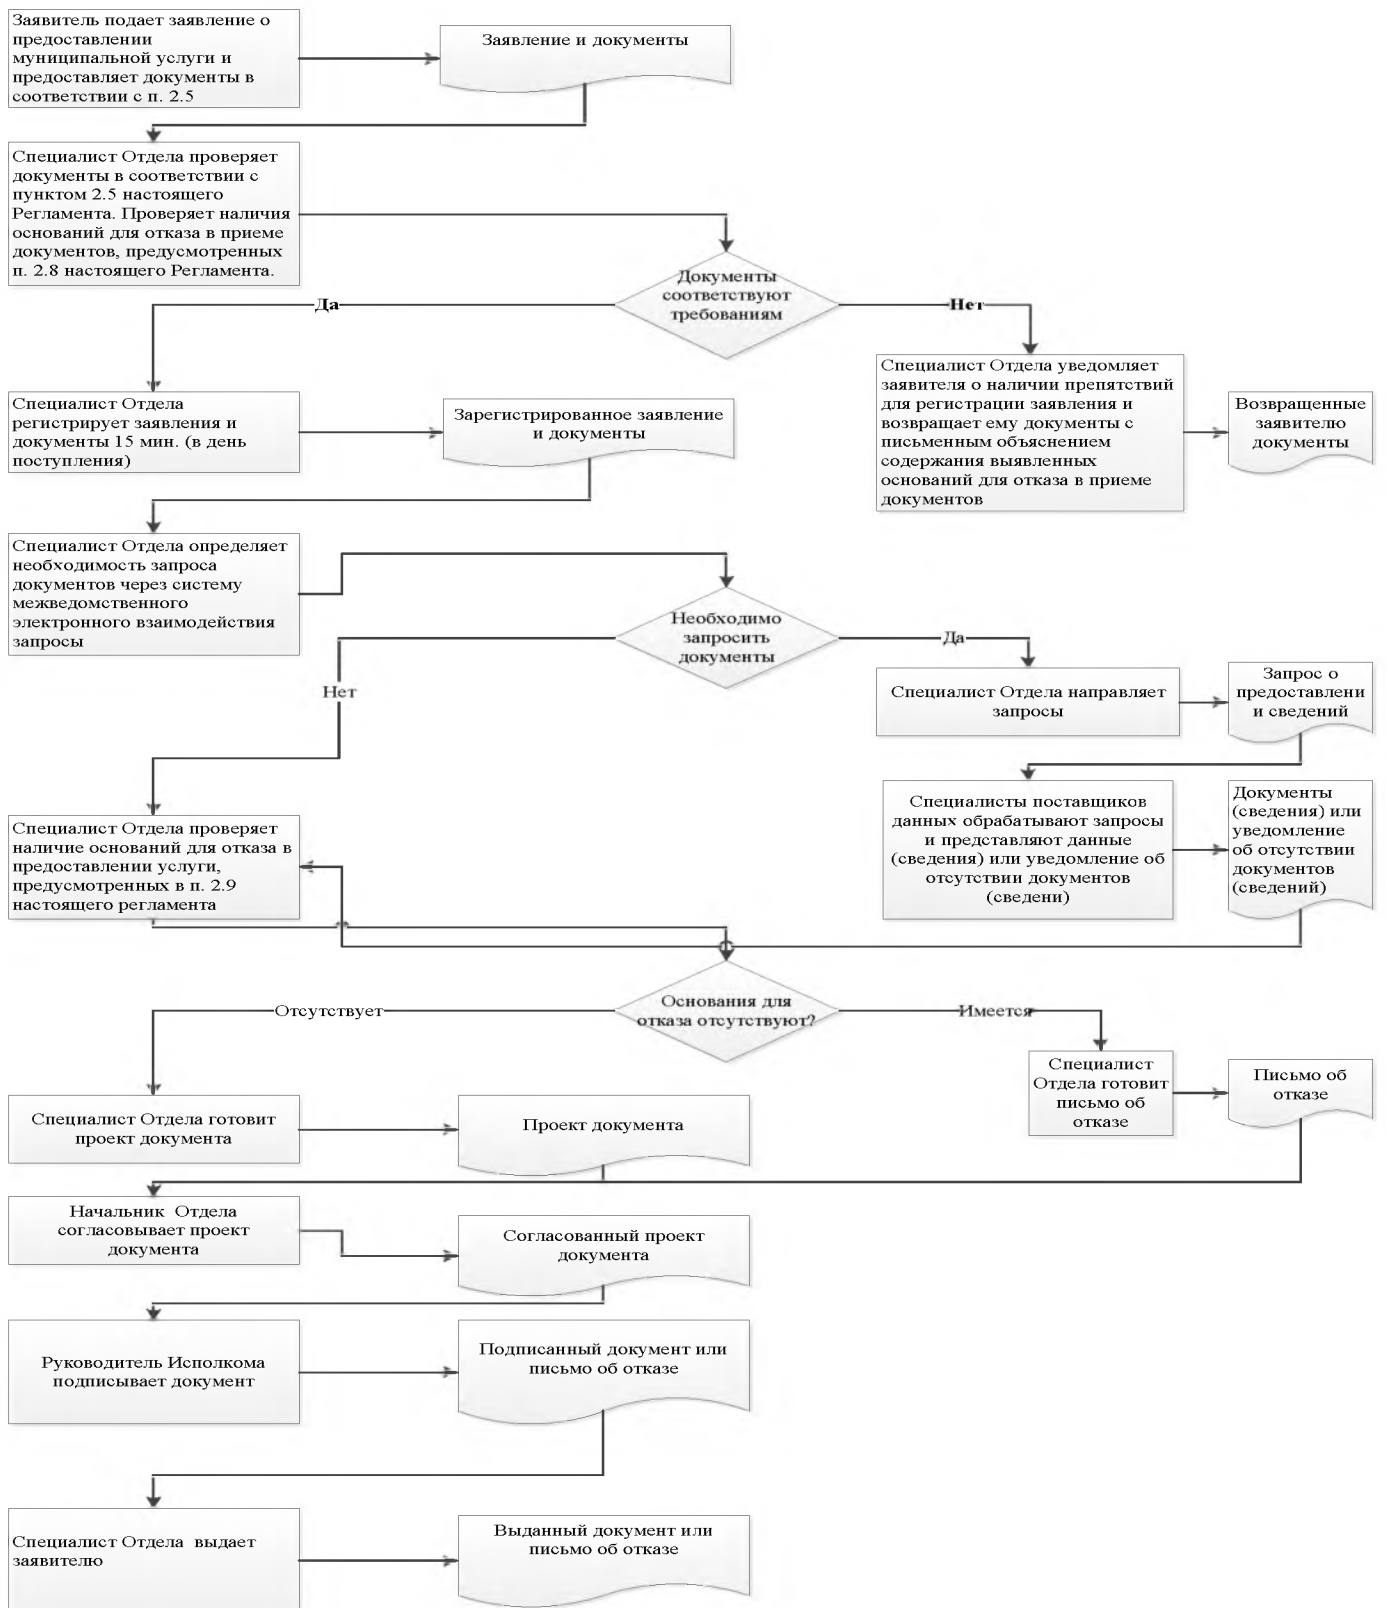 Заявитель подает заявление о
предоставлении
муниципальной услуги и
предоставляет документы в
соответствии с п. 2.5
Заявление и документы
Специалист Отдела проверяет
документы в соответствии с
пунктом 2.5 настоящего
Регламента. Проверяет наличия
оснований для отказа в приеме
документов, предусмотренных
п. 2.8 настоящего Регламента.
Документы
соответствуют
требованиям
Да
Нет
Специалист Отдела
регистрирует заявления и
документы 15 мин. (в день
поступления)
Зарегистрированное заявление
и документы
Специалист Отдела уведомляет
заявителя о наличии препятствий
для регистрации заявления и
возвращает ему документы с
письменным объяснением
содержания выявленных
оснований для отказа в приеме
документов
Возвращенные
заявителю
документы
Специалист Отдела определяет
необходимость запроса
документов через систему
межведомственного
электронного взаимодействия
запросы
Необходимо
запросить
документы
Да
Нет
Специалист Отдела направляет
запросы
Запрос о
предоставлени
и сведений
Специалисты поставщиков
данных обрабатывают запросы
и представляют данные
(сведения) или уведомление об
отсутствии документов
(сведени)
Документы
(сведения) или
уведомление
об отсутствии
документов
(сведений)
Специалист Отдела проверяет
наличие оснований для отказа в
предоставлении услуги,
предусмотренных в п. 2.9
настоящего регламента
Основания для
отказа отсутствуют?
Отсутствует
Имеется
Специалист
Отдела готовит
письмо об
отказе
Письмо об
отказе
Специалист Отдела готовит
проект документа
Проект документа
Начальник  Отдела
согласовывает проект
документа
Согласованный проект
документа
Руководитель Исполкома
подписывает документ
Подписанный документ или
письмо об отказе
Специалист Отдела  выдает
заявителю
Выданный документ или
письмо об отказе